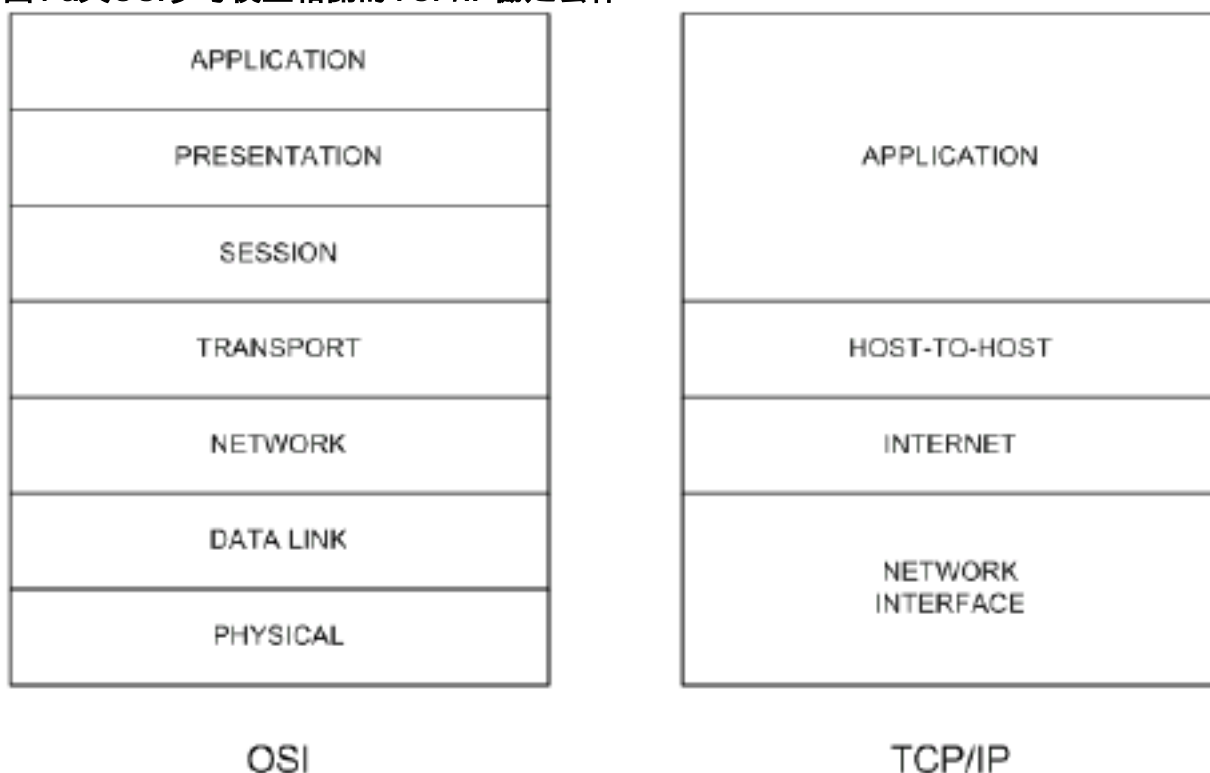 APPLICATION
PRESENTATION
SESSION
TRANSPORT
NETWORK
DATA LINK
PHYSICAL
OSI
APPLICATION
HOST-TO-HOST
INTERNET
NETWORK
INTERFACE
TCP/IP